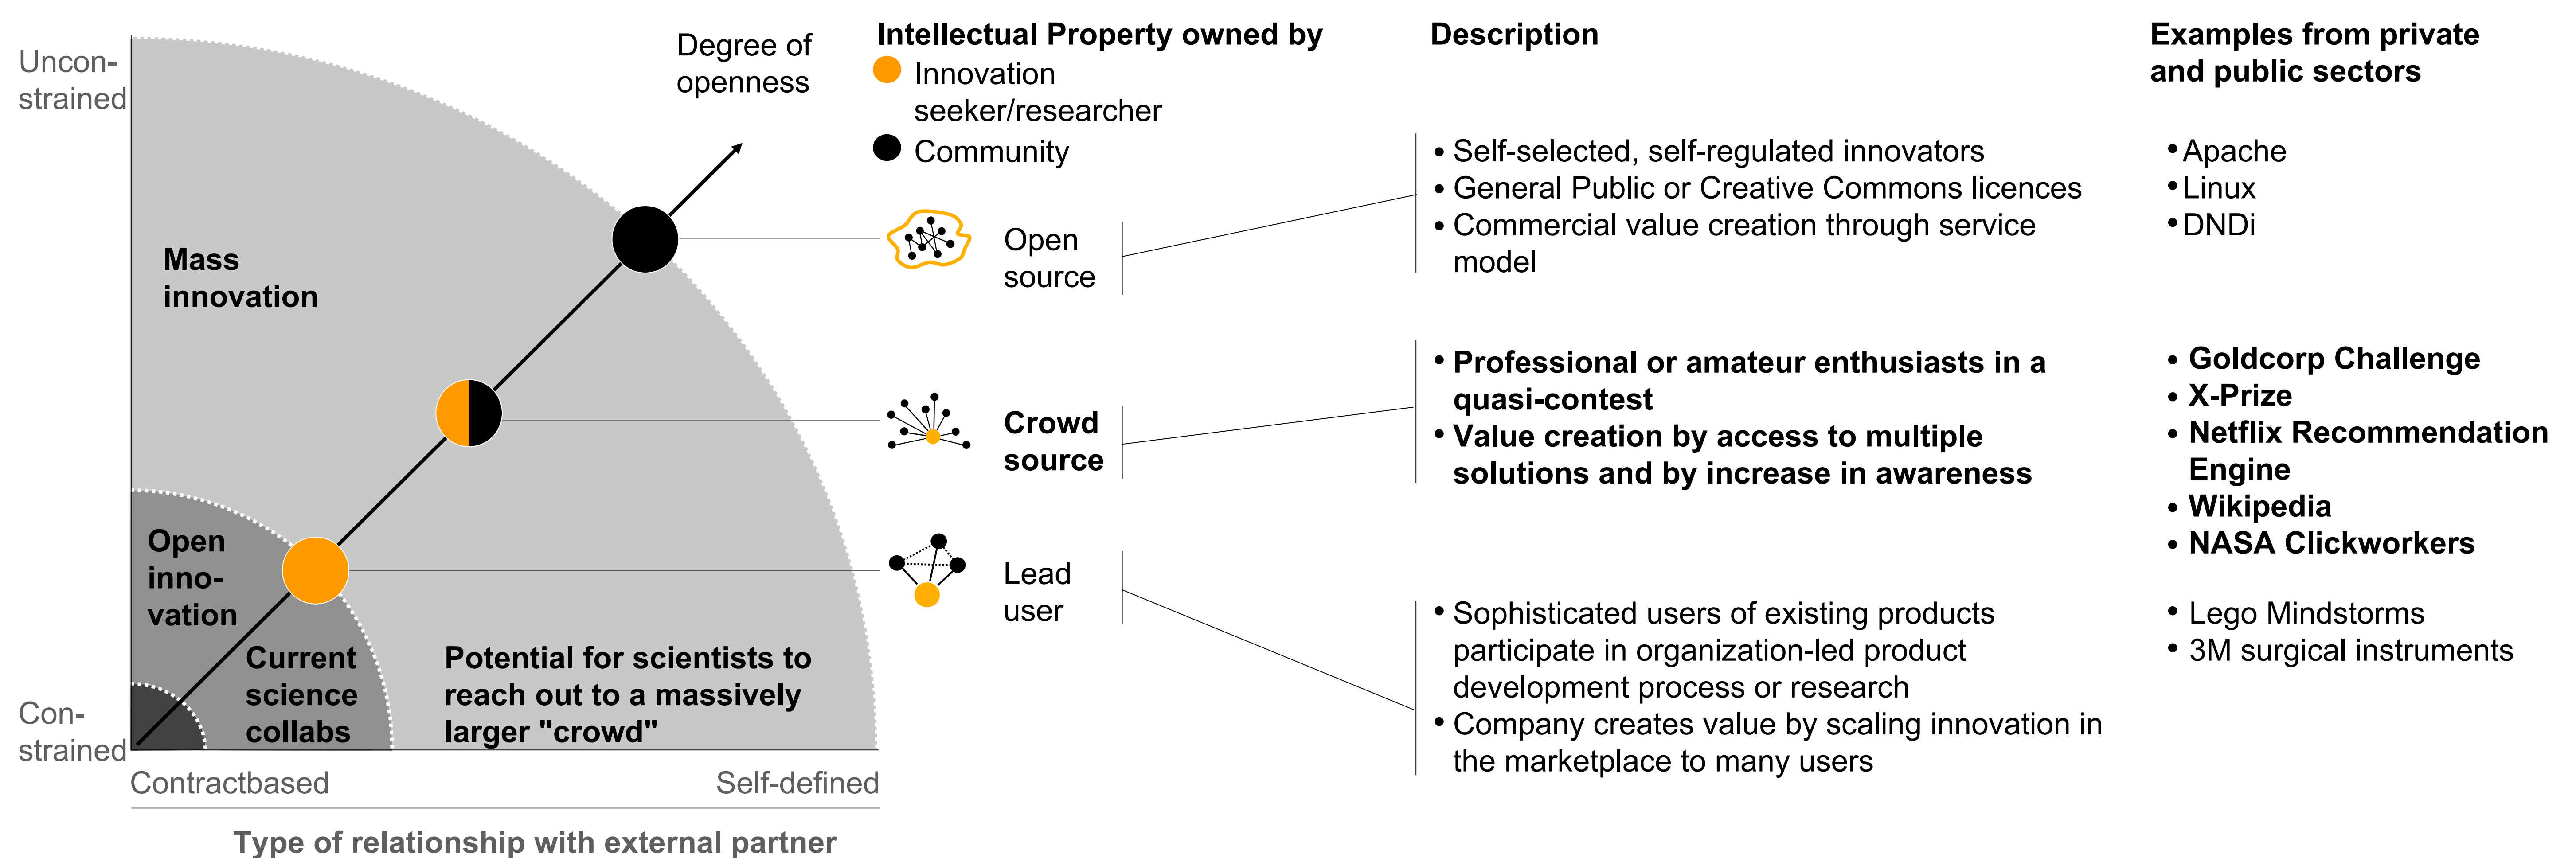 Uncon-
strained
Degree of
openness
Mass
innovation
Open
inno-
vation
Current
science
collabs
Potential for scientists to
reach out to a massively
larger "crowd"
Con-
strained
Contractbased
Self-defined
Type of relationship with external partner
Intellectual Property owned by
Innovation
seeker/researcher
Community
Open
source
Crowd
source
Lead
user
Description
• Self-selected, self-regulated innovators
• General Public or Creative Commons licences
• Commercial value creation through service
model
• Professional or amateur enthusiasts in a
quasi-contest
• Value creation by access to multiple
solutions and by increase in awareness
• Sophisticated users of existing products
participate in organization-led product
development process or research
• Company creates value by scaling innovation in
the marketplace to many users
Examples from private
and public sectors
• Apache
• Linux
• DNDi
• Goldcorp Challenge
• X-Prize
• Netflix Recommendation
Engine
• Wikipedia
• NASA Clickworkers
• Lego Mindstorms
• 3M surgical instruments